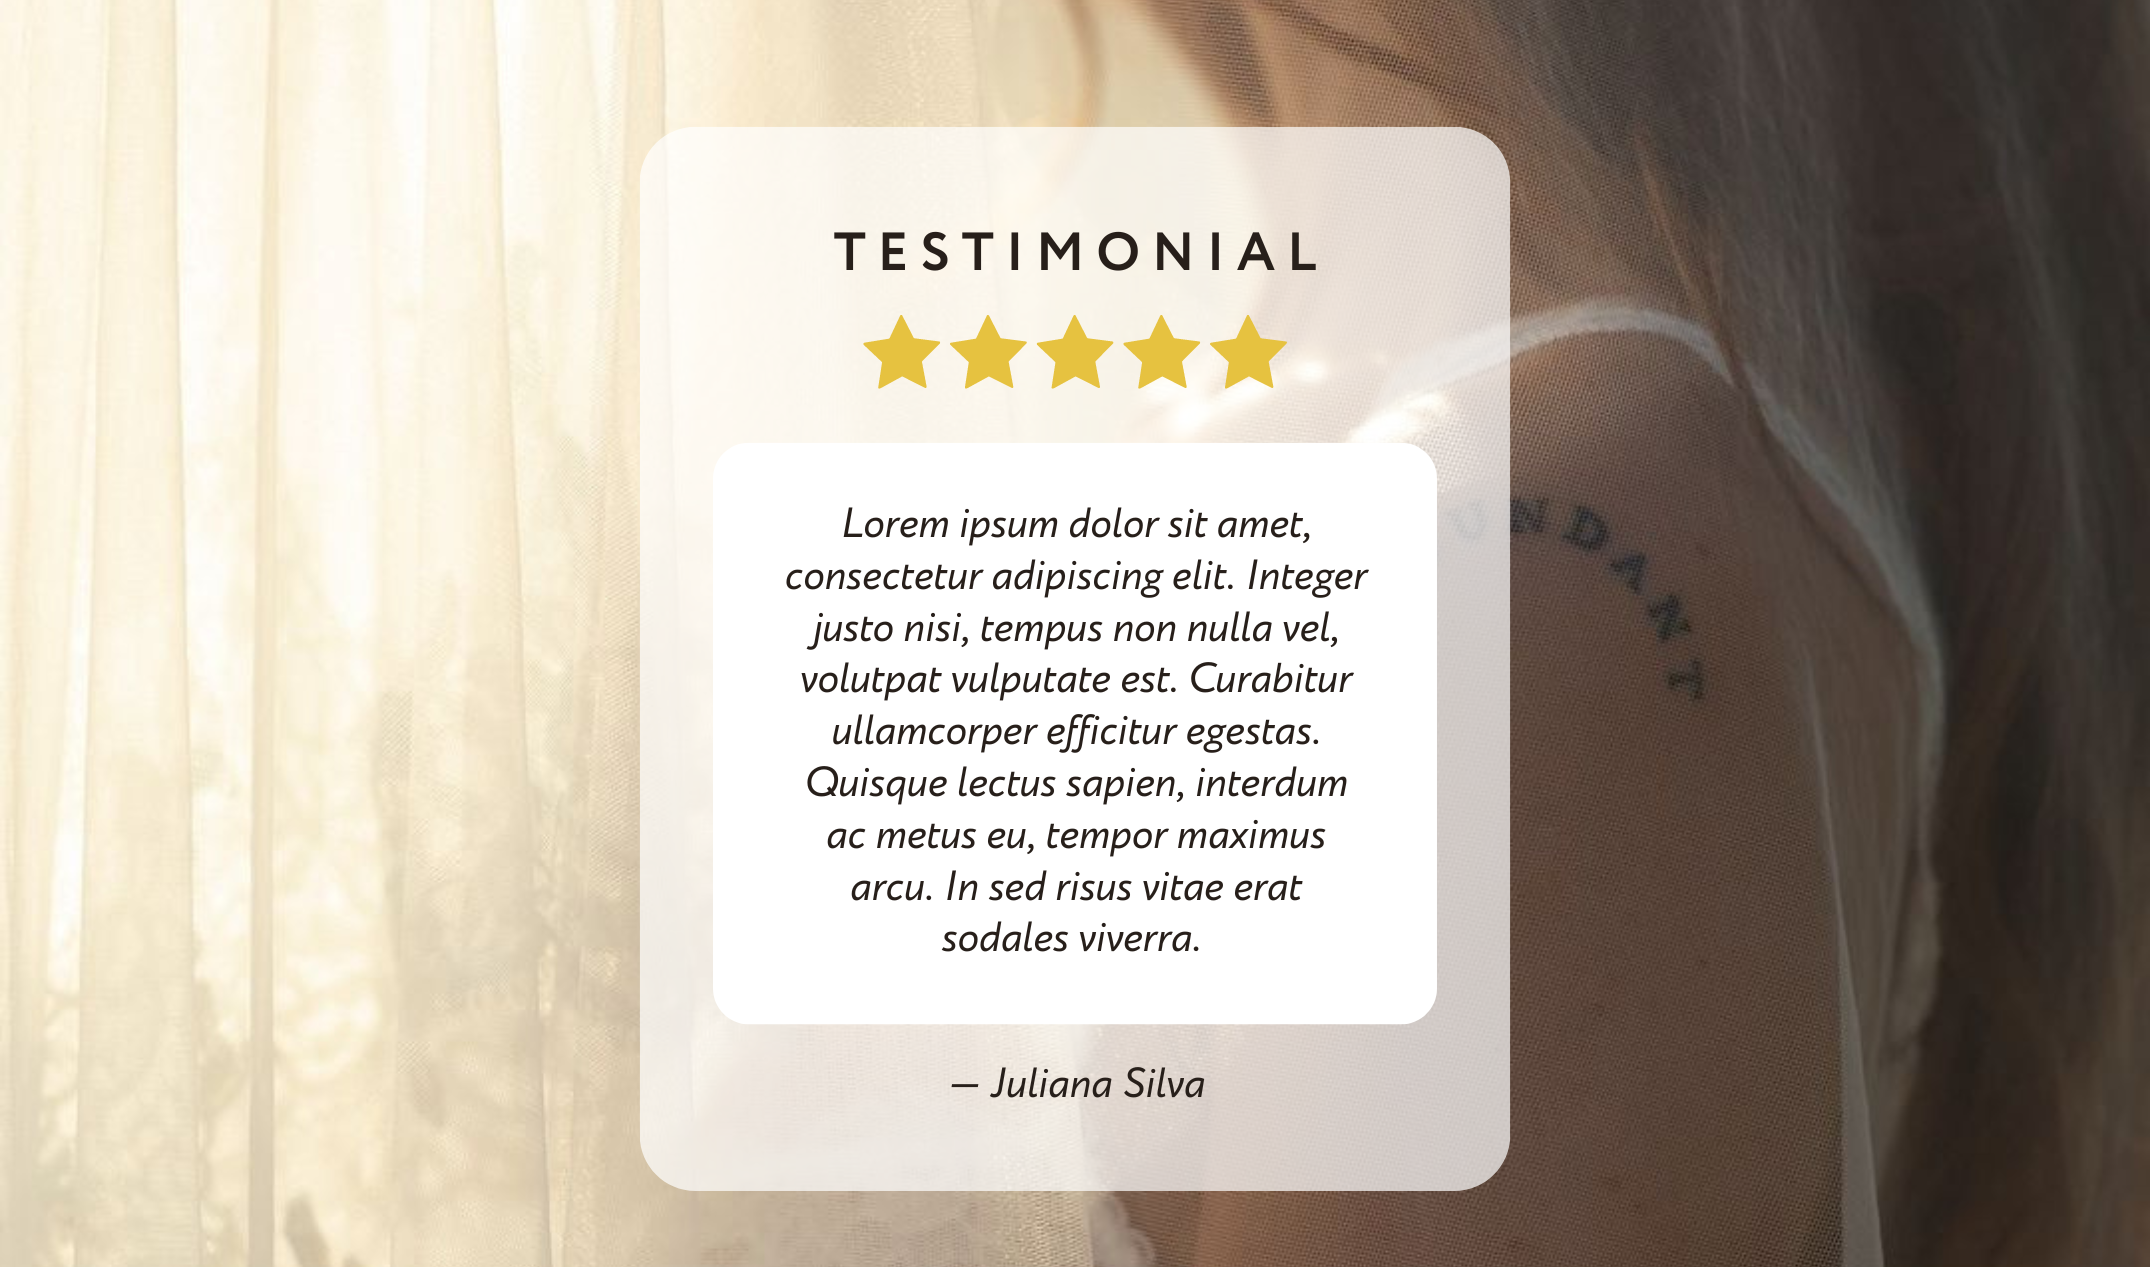 TESTIMONIAL
Lorem ipsum dolor sit amet,
consectetur adipiscing elit. Integer
justo nisi, tempus non nulla vel,
volutpat vulputate est. Curabitur
ullamcorper efficitur egestas.
Quisque lectus sapien, interdum
ac metus eu, tempor maximus
arcu. In sed risus vitae erat
sodales viverra.
— Juliana Silva
UNDANT